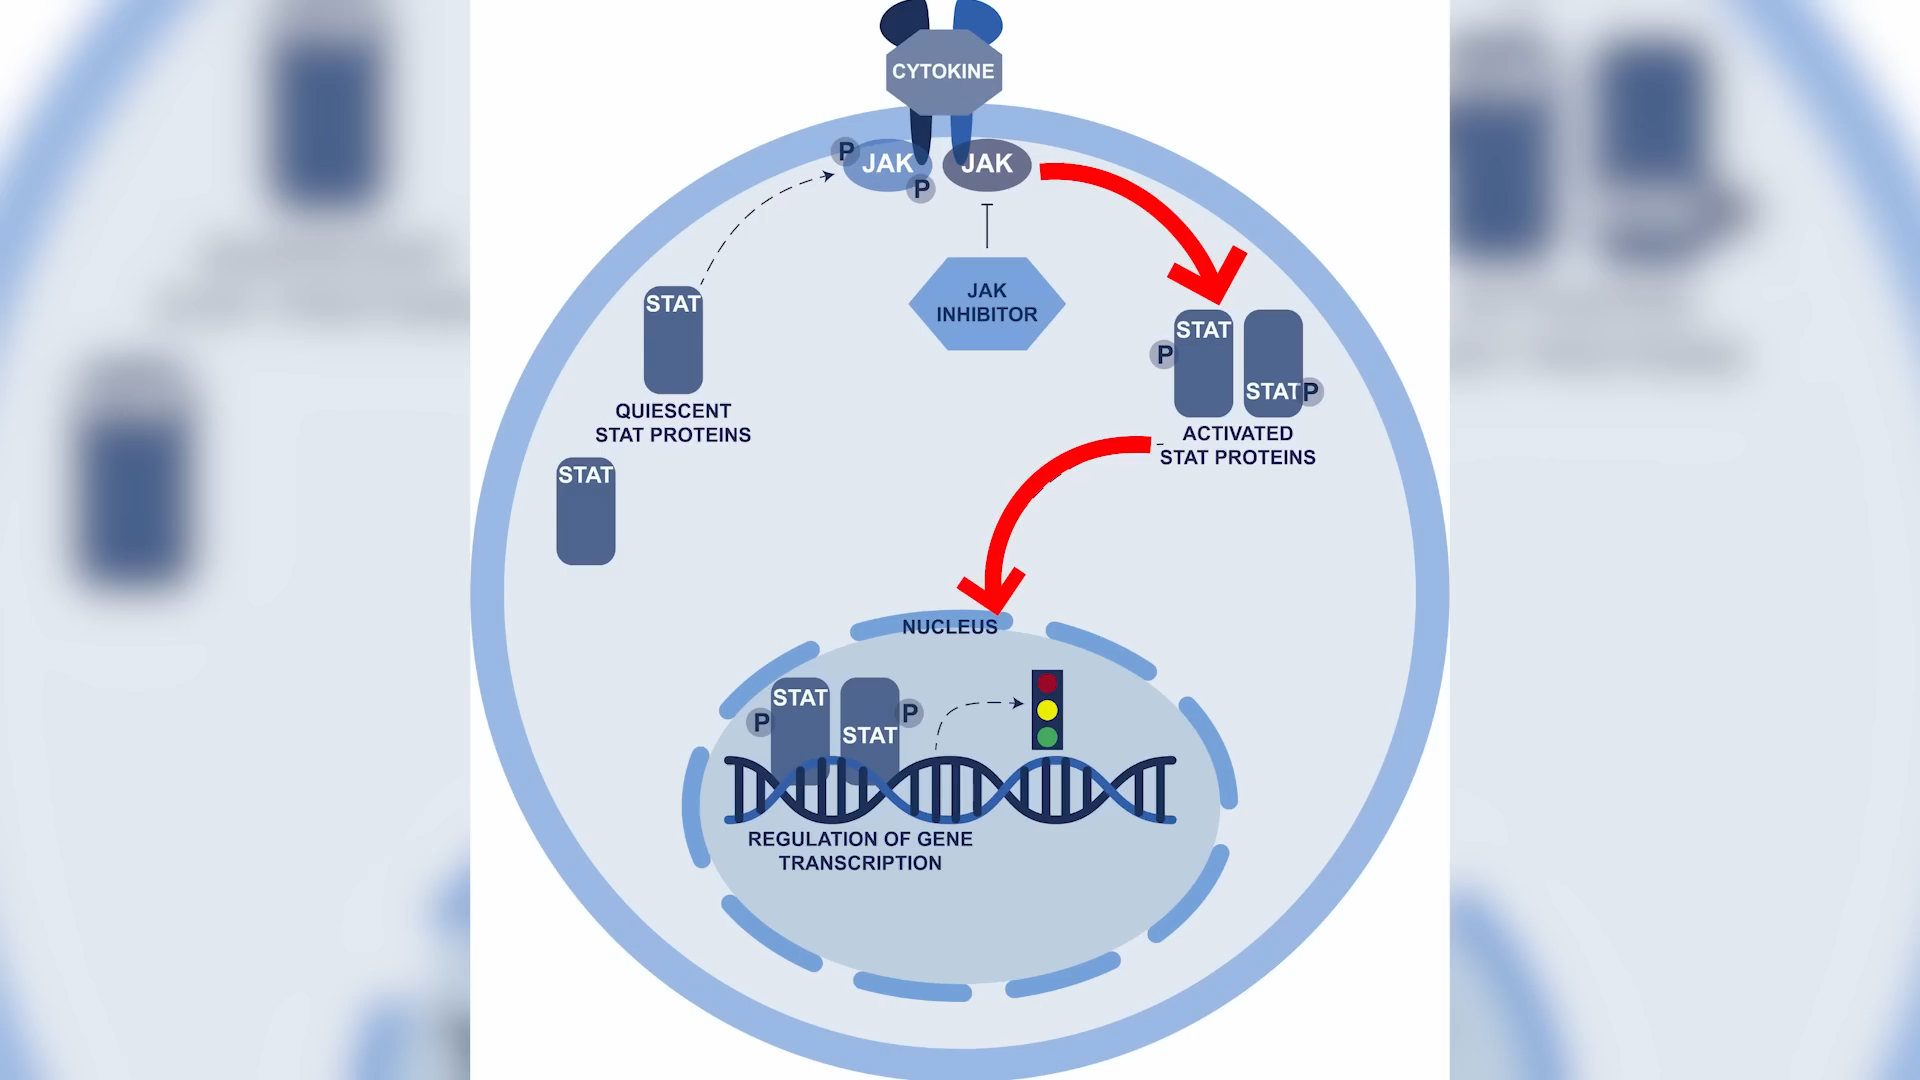 CYTOKINE
P
JAK
JAK
P
JAK
INHIBITOR
STAT
QUIESCENT
STAT PROTEINS
STAT
STAT
P
STAT
P
ACTIVATED
STAT PROTEINS
NUCLEUS
STAT
P
P
STAT
REGULATION OF GENE
TRANSCRIPTION